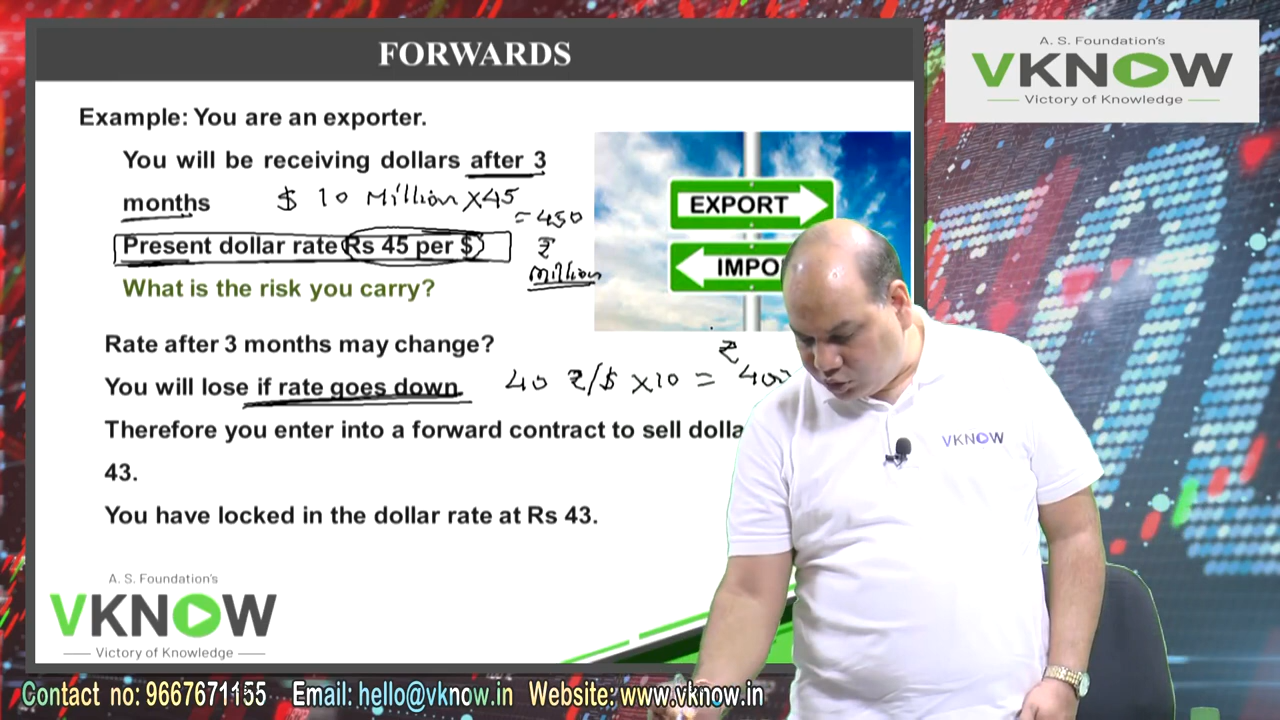 FORWARDS
A. S. Foundation's
VKNOW
Victory of Knowledge
Example: You are an exporter.
You will be receiving dollars after 3
months $ 10 Million X45
= 450
₹
Million
Present dollar rate Rs 45 per $
What is the risk you carry?
EXPORT
Rate after 3 months may change?
You will lose if rate goes down. 40 ₹/$ X10 = ₹ 400
Therefore you enter into a forward contract to sell
43.
You have locked in the dollar rate at Rs 43.
VKNOW
A. S. Foundation's
VKNOW
Victory of Knowledge
Contact no: 9667671155 Email: hello@vknow.in Website: www.vknow.in